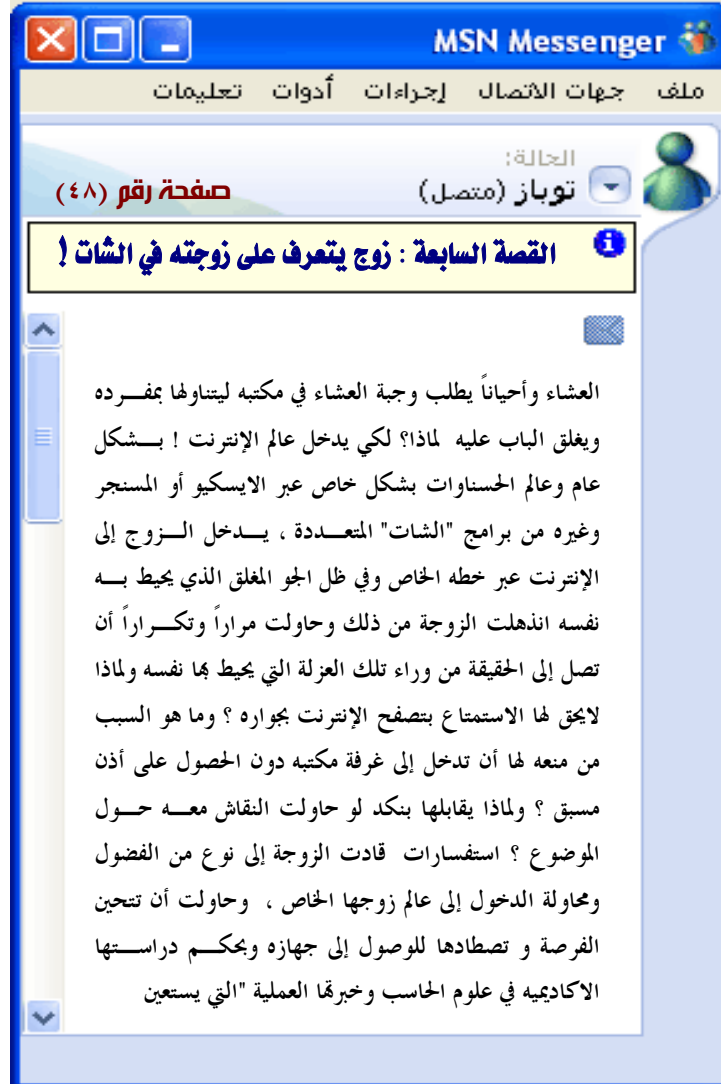 MSN Messenger
ملف جهات الاتصال إجراءات أدوات تعليمات
الحالة:
توباز (متصل)
صفحة رقم (٤٨)
القصة السابعة : زوج يتعرف على زوجته في الشات !
العشاء وأحياناً يطلب وجبة العشاء في مكتبه ليتناولها بمفـــرده
ويغلق الباب عليه لماذا؟ لكي يدخل عالم الإنترنت ! بـــشكل
عام وعالم الحسناوات بشكل خاص عبر الايسكيو أو المسنجر
وغيره من برامج "الشات" المتعـــددة ، يـــدخل الـــزوج إلى
الإنترنت عبر خطه الخاص وفي ظل الجو المغلق الذي يحيط بـــه
نفسه انذهلت الزوجة من ذلك وحاولت مراراً وتكـــراراً أن
تصل إلى الحقيقة من وراء تلك العزلة التي يحيط بها نفسه ولماذا
لايحق لها الاستمتاع بتصفح الإنترنت بجواره ؟ وما هو السبب
من منعه لها أن تدخل إلى غرفة مكتبه دون الحصول على أذن
مسبق ؟ ولماذا يقابلها بنكد لو حاولت النقاش معـــه حـــول
الموضوع ؟ استفسارات قادت الزوجة إلى نوع من الفضول
ومحاولة الدخول إلى عالم زوجها الخاص ، وحاولت أن تتحين
الفرصة و تصطادها للوصول إلى جهازه وبحكـــم دراســـتها
الاكاديميه في علوم الحاسب وخبرتها العملية "التي يستعين